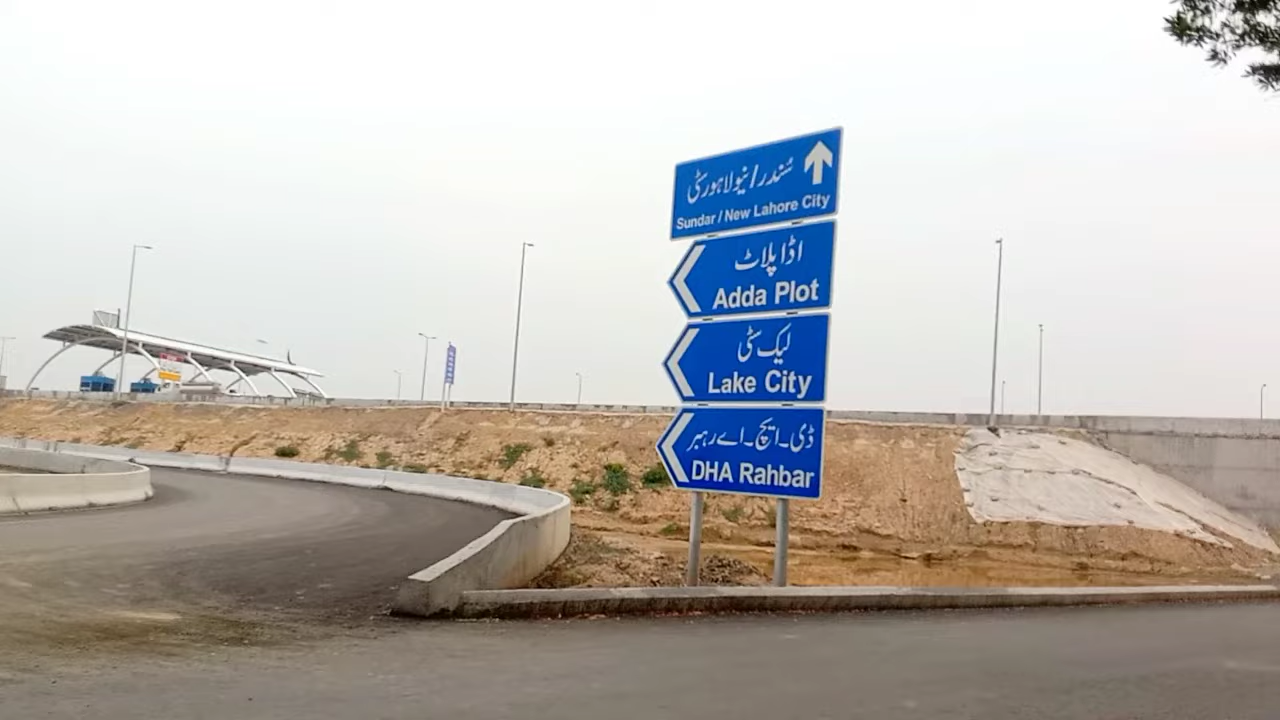 سُندر/نیو لاہور سٹی
Sundar / New Lahore City
اڈا پلاٹ
Adda Plot
لیک سٹی
Lake City
ڈی۔ایچ۔اے رہبر
DHA Rahbar